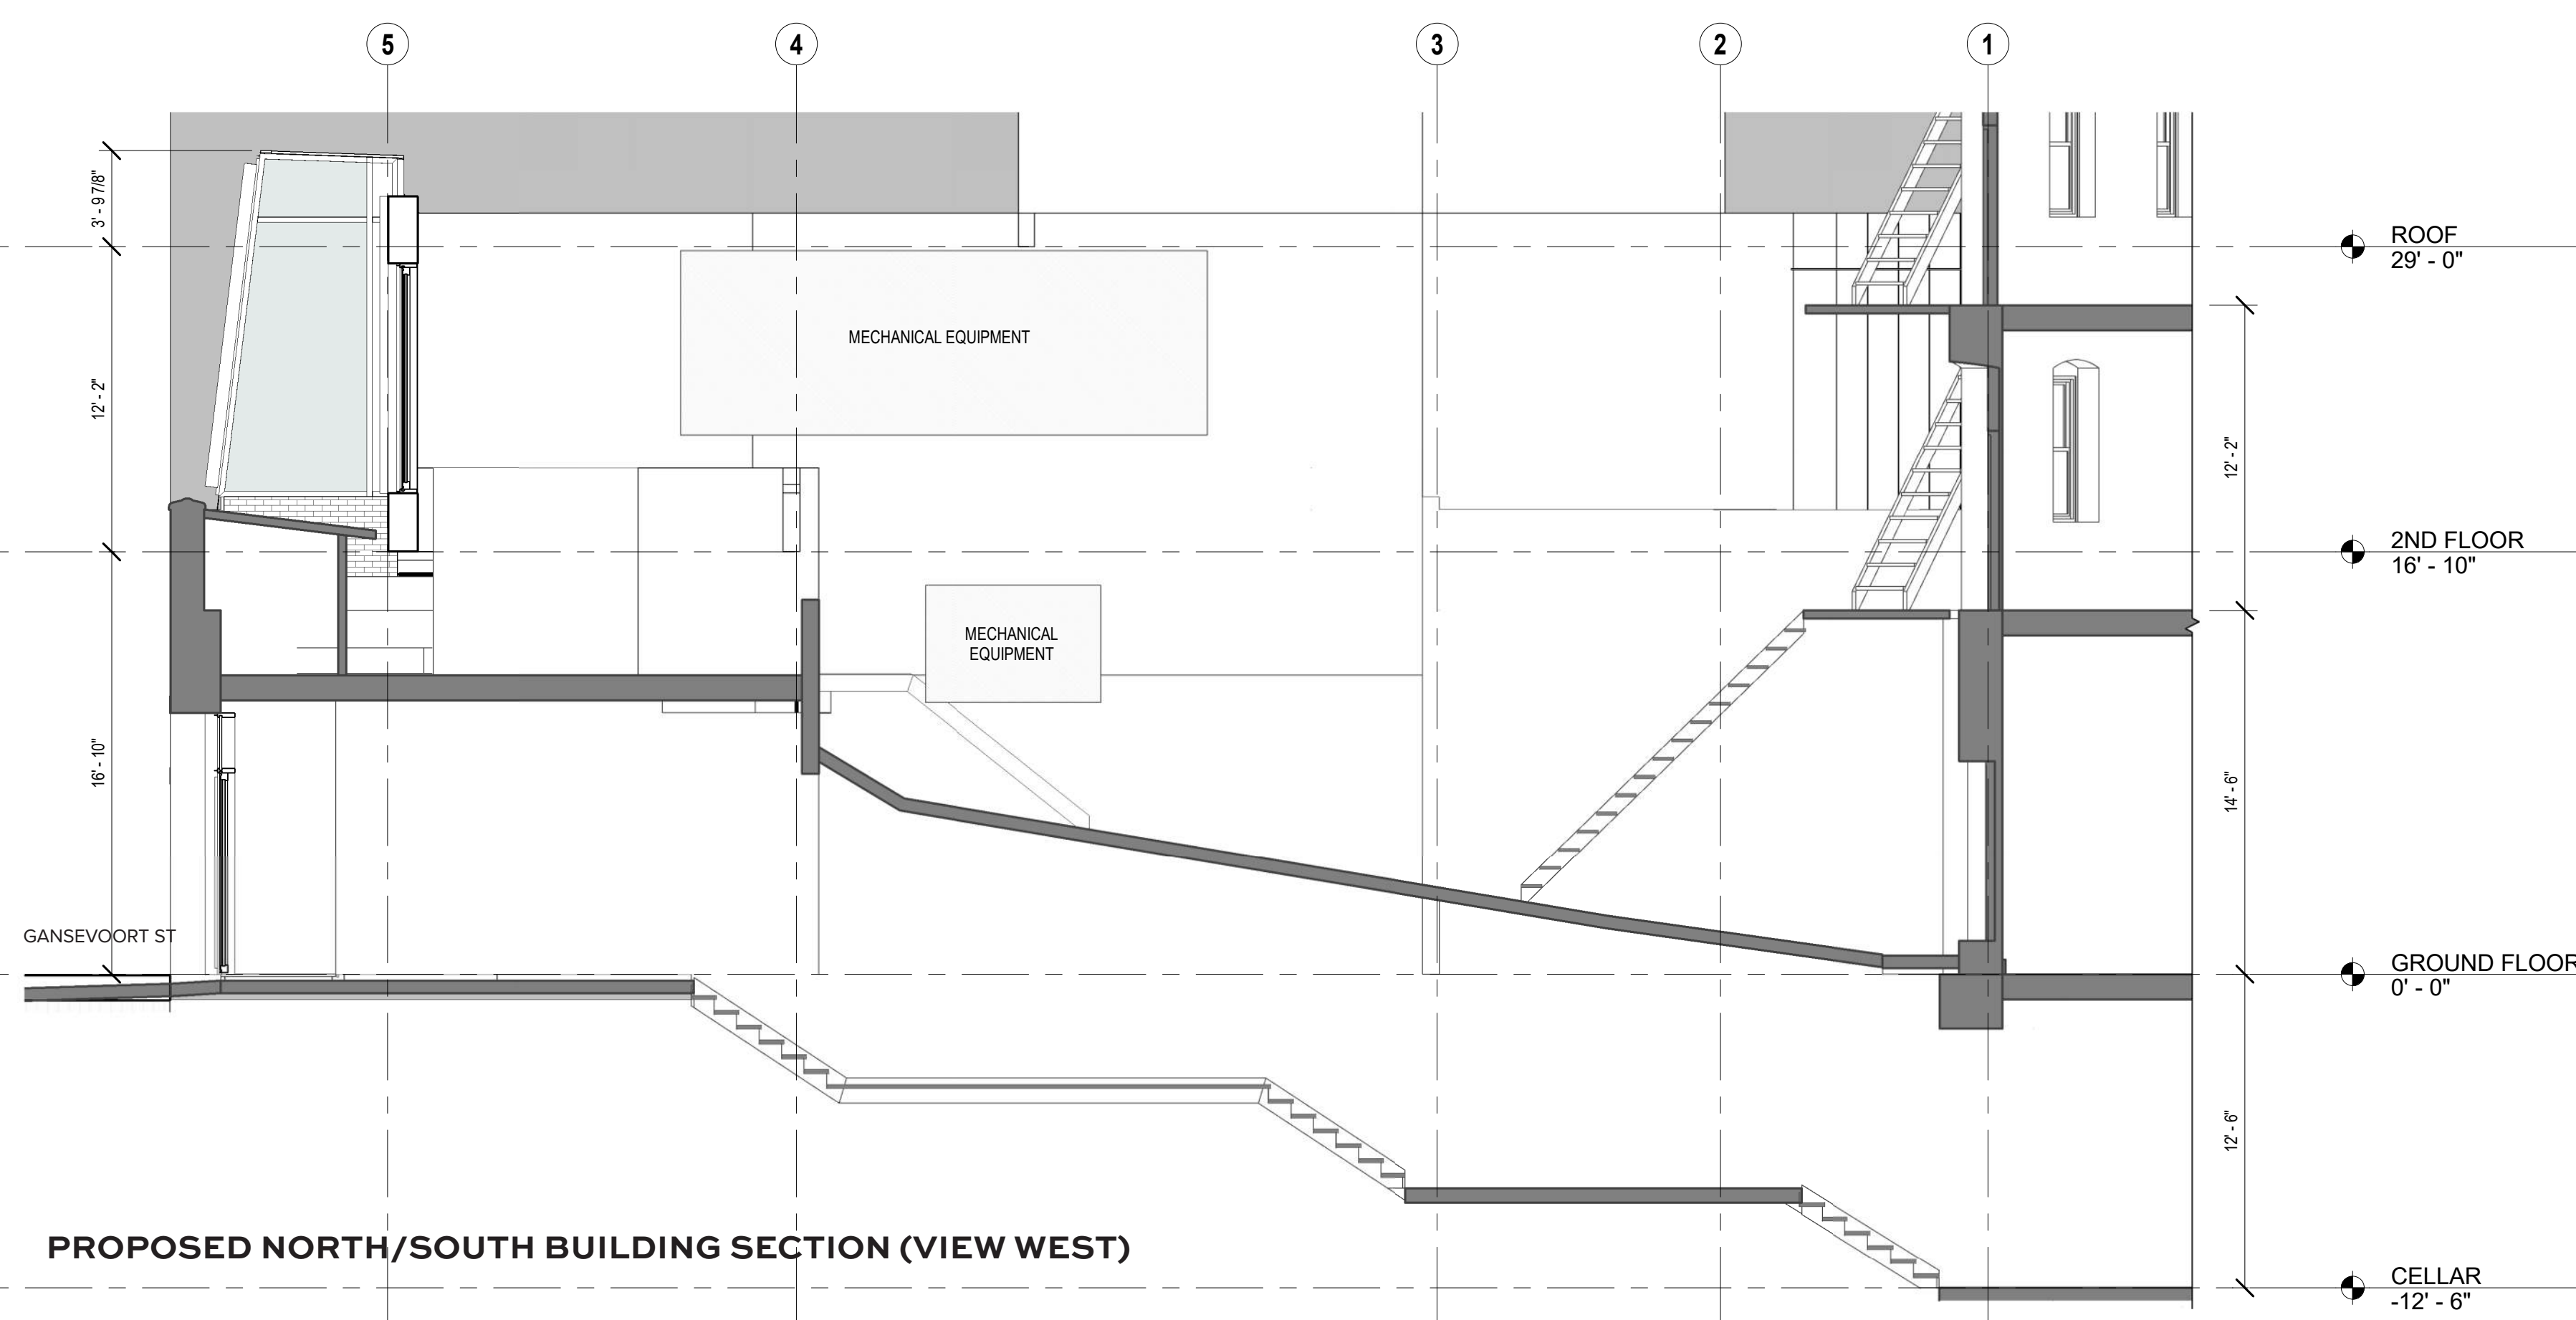 5
4
3
2
1
3' - 9 7/8"
ROOF
29' - 0"
MECHANICAL EQUIPMENT
12' - 2"
12' - 2"
2ND FLOOR
16' - 10"
MECHANICAL
EQUIPMENT
16' - 10"
14' - 6"
GANSEVOORT ST
GROUND FLOOR
0' - 0"
12' - 6"
PROPOSED NORTH/SOUTH BUILDING SECTION (VIEW WEST)
CELLAR
-12' - 6"